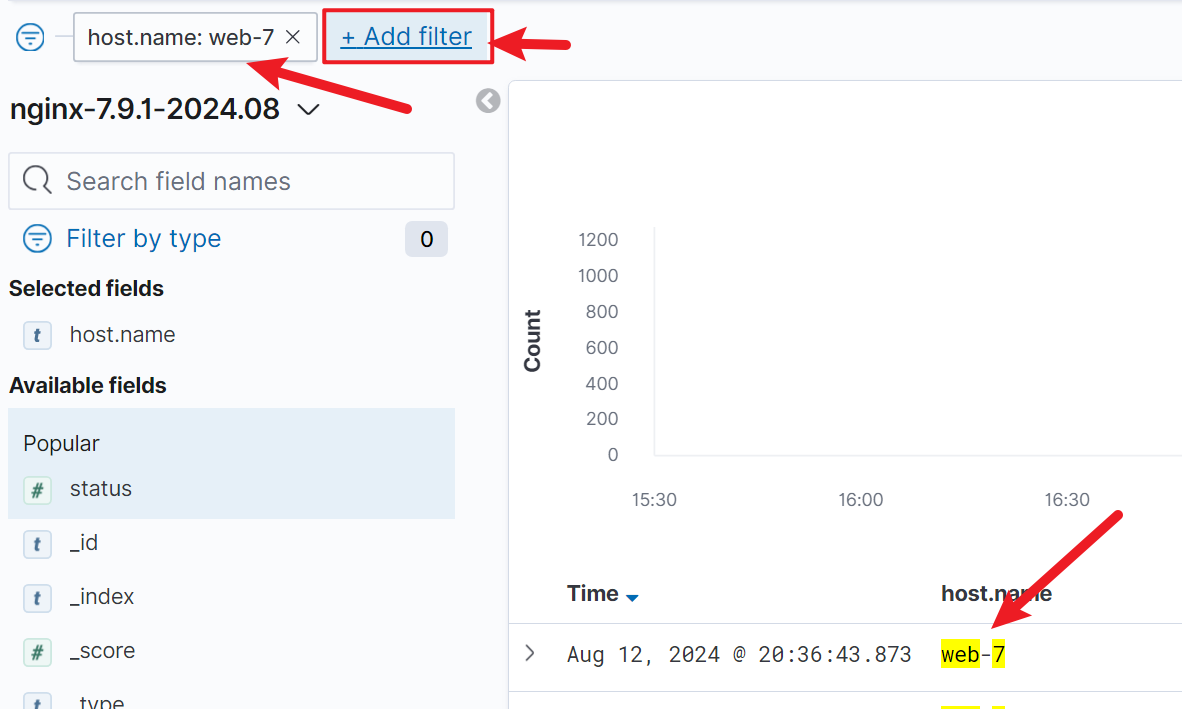 host.name: web-7 ×
+ Add filter
nginx-7.9.1-2024.08
Search field names
Filter by type
0
Selected fields
t host.name
Available fields
Popular
# status
t _id
t _index
# _score
t _type
Count
1200
1000
800
600
400
200
0
15:30 16:00 16:30
Time host.name
Aug 12, 2024 @ 20:36:43.873 web-7